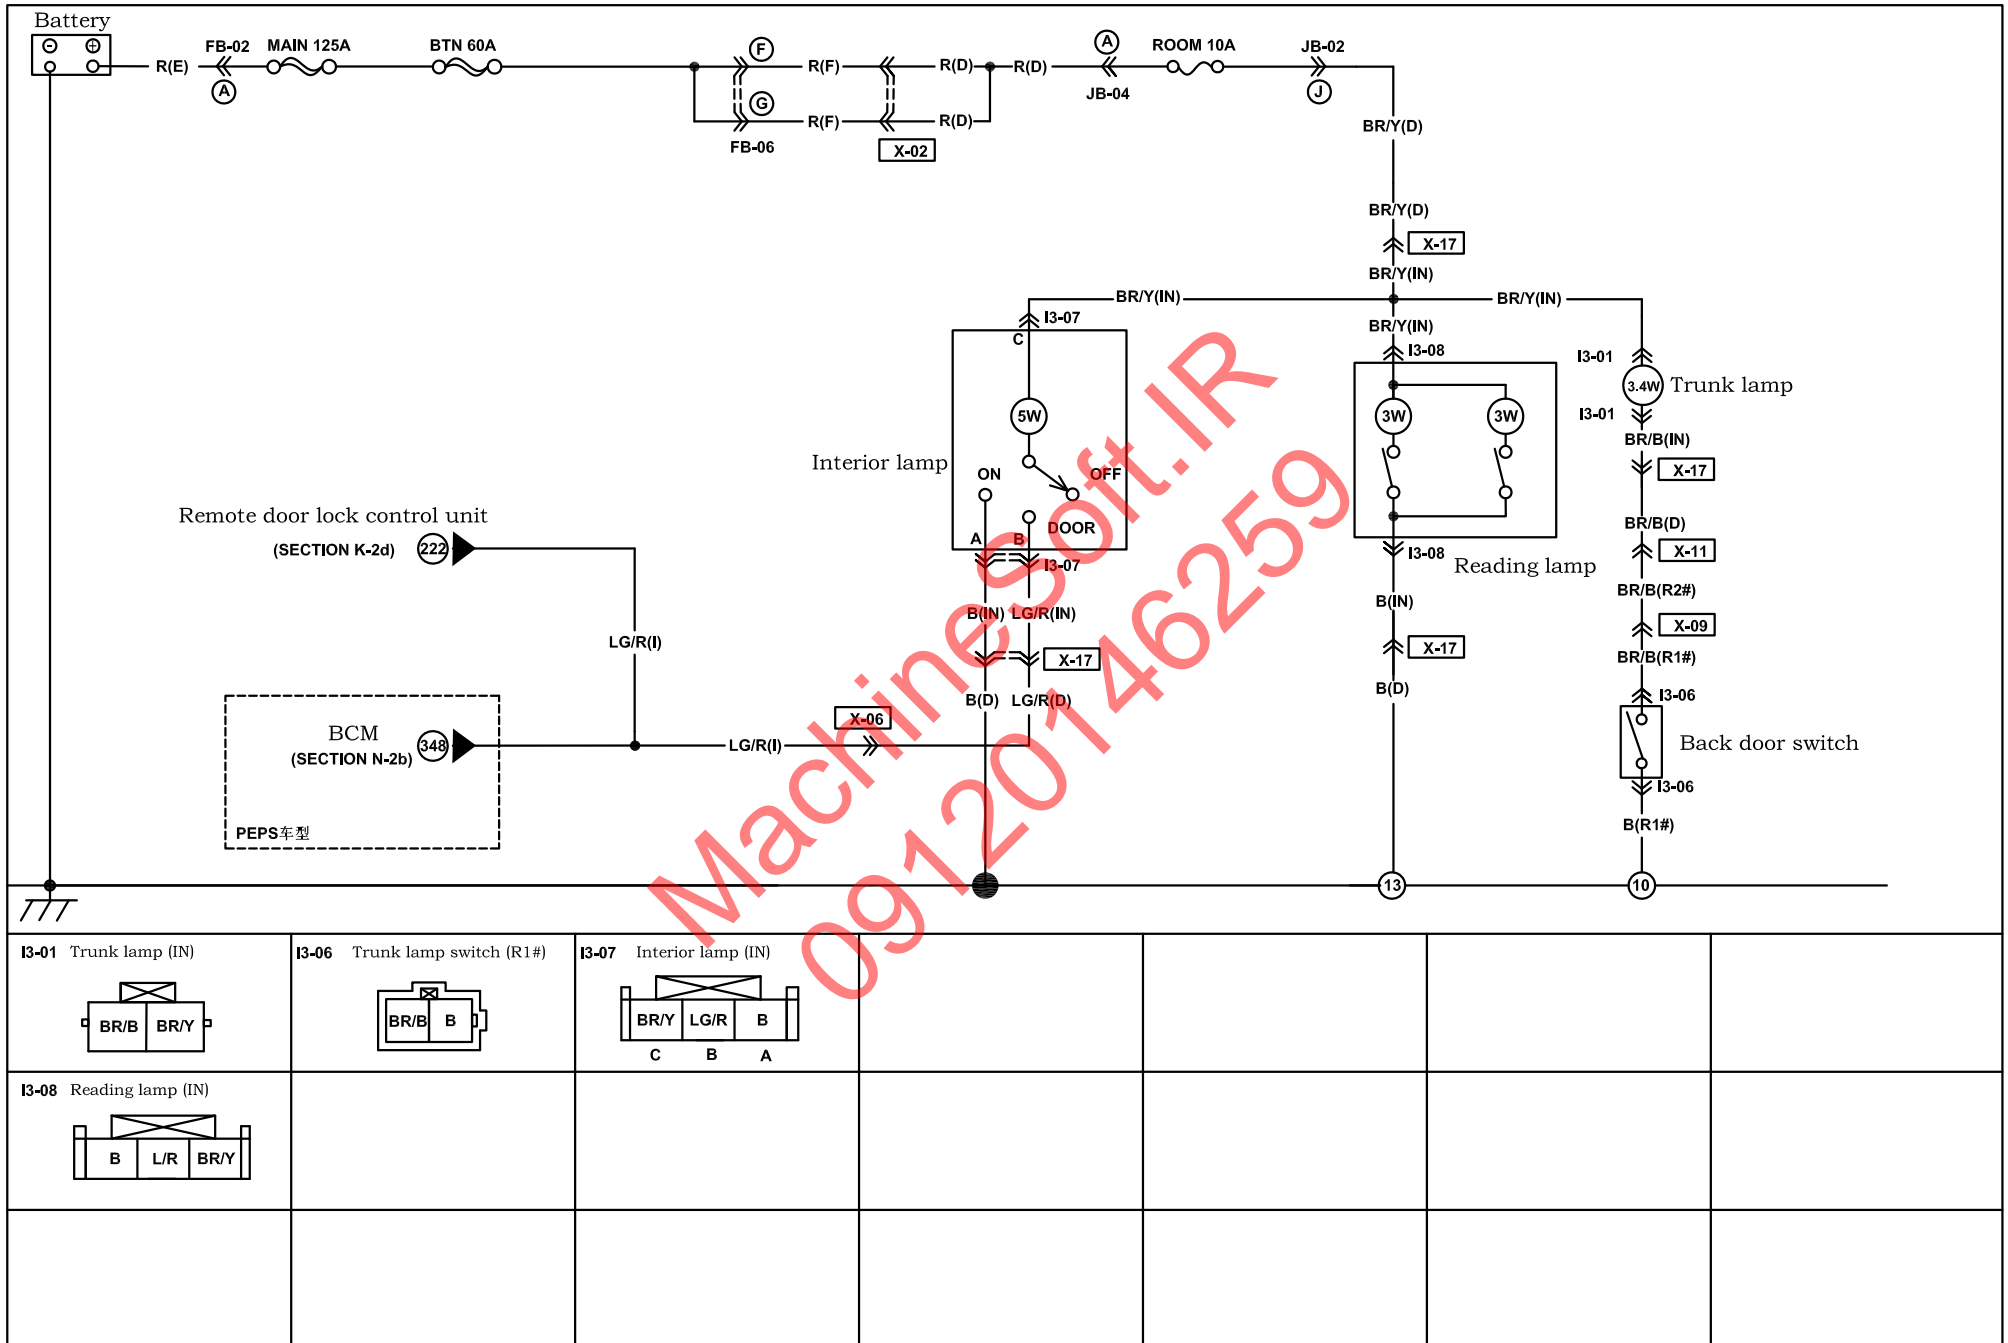 Battery
R(E)
FB-02
A
MAIN 125A
BTN 60A
F
G
FB-06
R(F)
R(D)
R(D)
R(F)
R(D)
X-02
A
JB-04
ROOM 10A
JB-02
J
BR/Y(D)
BR/Y(D)
X-17
BR/Y(IN)
BR/Y(IN)
BR/Y(IN)
BR/Y(IN)
I3-07
C
5W
ON
OFF
DOOR
A
B
I3-07
Interior lamp
B(IN)
LG/R(IN)
X-17
B(D)
LG/R(D)
I3-08
3W
3W
I3-08
Reading lamp
B(IN)
X-17
B(D)
I3-01
3.4W
Trunk lamp
I3-01
BR/B(IN)
X-17
BR/B(D)
X-11
BR/B(R2#)
X-09
BR/B(R1#)
I3-06
Back door switch
I3-06
B(R1#)
Remote door lock control unit
(SECTION K-2d)
222
LG/R(I)
BCM
(SECTION N-2b)
348
PEPS车型
LG/R(I)
X-06
13
10
MachineSoft.IR
09120146259
I3-01 Trunk lamp (IN)
BR/B BR/Y
I3-06 Trunk lamp switch (R1#)
BR/B B
I3-07 Interior lamp (IN)
BR/Y LG/R B
C B A
I3-08 Reading lamp (IN)
B L/R BR/Y